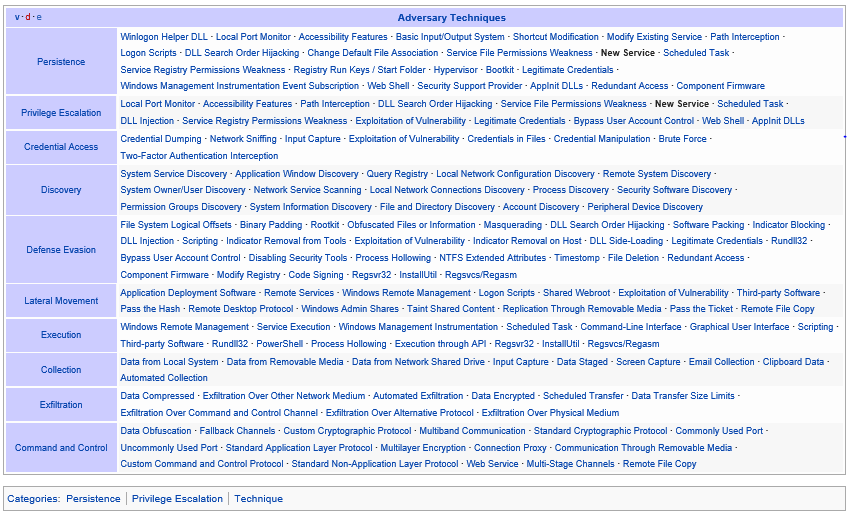 v · d · e Adversary Techniques
Persistence
Winlogon Helper DLL · Local Port Monitor · Accessibility Features · Basic Input/Output System · Shortcut Modification · Modify Existing Service · Path Interception ·
Logon Scripts · DLL Search Order Hijacking · Change Default File Association · Service File Permissions Weakness · New Service · Scheduled Task ·
Service Registry Permissions Weakness · Registry Run Keys / Start Folder · Hypervisor · Bootkit · Legitimate Credentials ·
Windows Management Instrumentation Event Subscription · Web Shell · Security Support Provider · AppInit DLLs · Redundant Access · Component Firmware
Privilege Escalation
Local Port Monitor · Accessibility Features · Path Interception · DLL Search Order Hijacking · Service File Permissions Weakness · New Service · Scheduled Task ·
DLL Injection · Service Registry Permissions Weakness · Exploitation of Vulnerability · Legitimate Credentials · Bypass User Account Control · Web Shell · AppInit DLLs
Credential Access
Credential Dumping · Network Sniffing · Input Capture · Exploitation of Vulnerability · Credentials in Files · Credential Manipulation · Brute Force ·
Two-Factor Authentication Interception
Discovery
System Service Discovery · Application Window Discovery · Query Registry · Local Network Configuration Discovery · Remote System Discovery ·
System Owner/User Discovery · Network Service Scanning · Local Network Connections Discovery · Process Discovery · Security Software Discovery ·
Permission Groups Discovery · System Information Discovery · File and Directory Discovery · Account Discovery · Peripheral Device Discovery
Defense Evasion
File System Logical Offsets · Binary Padding · Rootkit · Obfuscated Files or Information · Masquerading · DLL Search Order Hijacking · Software Packing · Indicator Blocking ·
DLL Injection · Scripting · Indicator Removal from Tools · Exploitation of Vulnerability · Indicator Removal on Host · DLL Side-Loading · Legitimate Credentials · Rundll32 ·
Bypass User Account Control · Disabling Security Tools · Process Hollowing · NTFS Extended Attributes · Timestomp · File Deletion · Redundant Access ·
Component Firmware · Modify Registry · Code Signing · Regsvr32 · InstallUtil · Regsvcs/Regasm
Lateral Movement
Application Deployment Software · Remote Services · Windows Remote Management · Logon Scripts · Shared Webroot · Exploitation of Vulnerability · Third-party Software ·
Pass the Hash · Remote Desktop Protocol · Windows Admin Shares · Taint Shared Content · Replication Through Removable Media · Pass the Ticket · Remote File Copy
Execution
Windows Remote Management · Service Execution · Windows Management Instrumentation · Scheduled Task · Command-Line Interface · Graphical User Interface · Scripting ·
Third-party Software · Rundll32 · PowerShell · Process Hollowing · Execution through API · Regsvr32 · InstallUtil · Regsvcs/Regasm
Collection
Data from Local System · Data from Removable Media · Data from Network Shared Drive · Input Capture · Data Staged · Screen Capture · Email Collection · Clipboard Data ·
Automated Collection
Exfiltration
Data Compressed · Exfiltration Over Other Network Medium · Automated Exfiltration · Data Encrypted · Scheduled Transfer · Data Transfer Size Limits ·
Exfiltration Over Command and Control Channel · Exfiltration Over Alternative Protocol · Exfiltration Over Physical Medium
Command and Control
Data Obfuscation · Fallback Channels · Custom Cryptographic Protocol · Multiband Communication · Standard Cryptographic Protocol · Commonly Used Port ·
Uncommonly Used Port · Standard Application Layer Protocol · Multilayer Encryption · Connection Proxy · Communication Through Removable Media ·
Custom Command and Control Protocol · Standard Non-Application Layer Protocol · Web Service · Multi-Stage Channels · Remote File Copy
Categories: Persistence | Privilege Escalation | Technique